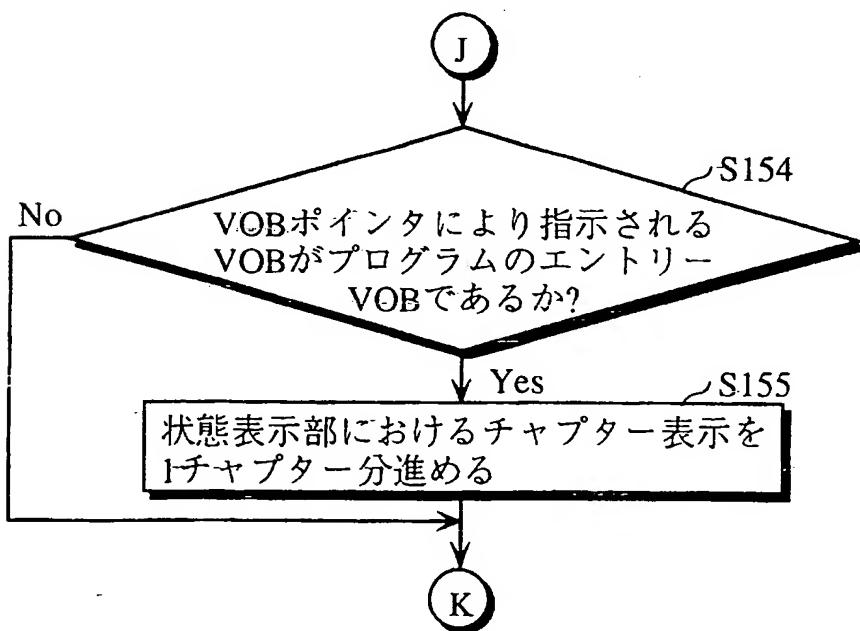 J
S154
No
VOBポインタにより指示される
VOBがプログラムのエントリー
VOBであるか?
Yes
S155
状態表示部におけるチャプター表示を
1チャプター分進める
K